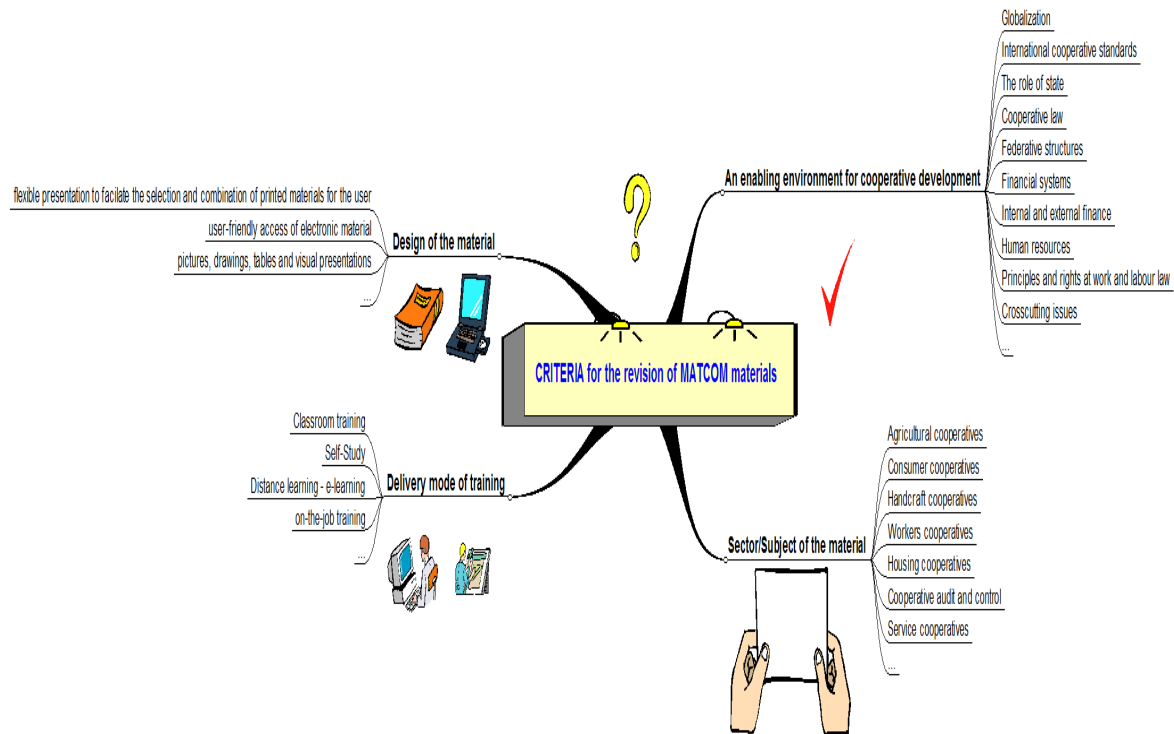 CRITERIA for the revision of MATCOM materials
An enabling environment for cooperative development
Globalization
International cooperative standards
The role of state
Cooperative law
Federative structures
Financial systems
Internal and external finance
Human resources
Principles and rights at work and labour law
Crosscutting issues
...
Sector/Subject of the material
Agricultural cooperatives
Consumer cooperatives
Handcraft cooperatives
Workers cooperatives
Housing cooperatives
Cooperative audit and control
Service cooperatives
...
Delivery mode of training
Classroom training
Self-Study
Distance learning - e-learning
on-the-job training
...
Design of the material
flexible presentation to facilate the selection and combination of printed materials for the user
user-friendly access of electronic material
pictures, drawings, tables and visual presentations
...
?